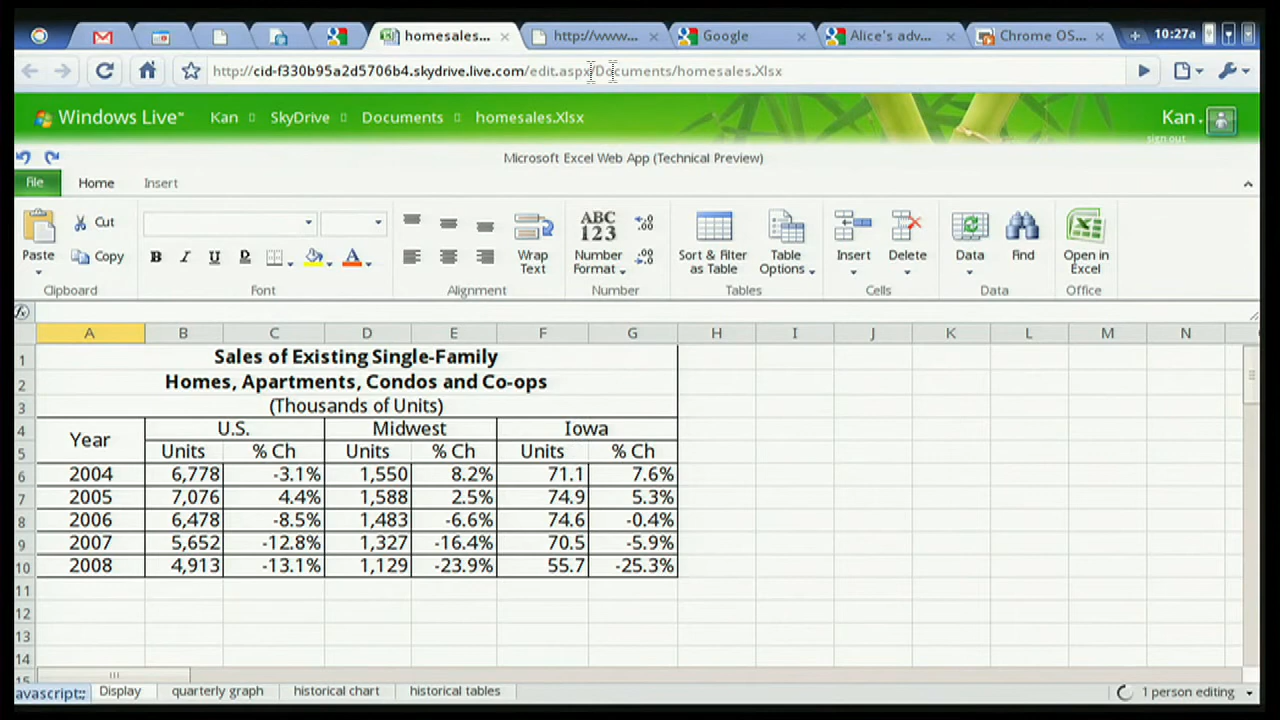 homesales...
http://www...
Google
Alice's adv...
Chrome OS...
10:27a
http://cid-f330b95a2d5706b4.skydrive.live.com/edit.aspx/Documents/homesales.Xlsx
Windows Live™ Kan SkyDrive Documents homesales.Xlsx
Kan
sign out
Microsoft Excel Web App (Technical Preview)
File Home Insert
Paste Cut Copy
B I U D A
Wrap Text
ABC 123
Number Format
Sort & Filter as Table
Table Options
Insert
Delete
Data
Find
Open in Excel
Clipboard Font Alignment Number Tables Cells Data Office
fx
A B C D E F G H I J K L M N
1 Sales of Existing Single-Family
2 Homes, Apartments, Condos and Co-ops
3 (Thousands of Units)
4 Year U.S. Midwest Iowa
5 Units % Ch Units % Ch Units % Ch
6 2004 6,778 -3.1% 1,550 8.2% 71.1 7.6%
7 2005 7,076 4.4% 1,588 2.5% 74.9 5.3%
8 2006 6,478 -8.5% 1,483 -6.6% 74.6 -0.4%
9 2007 5,652 -12.8% 1,327 -16.4% 70.5 -5.9%
10 2008 4,913 -13.1% 1,129 -23.9% 55.7 -25.3%
11
12
13
14
15
avascript:; Display quarterly graph historical chart historical tables 1 person editing